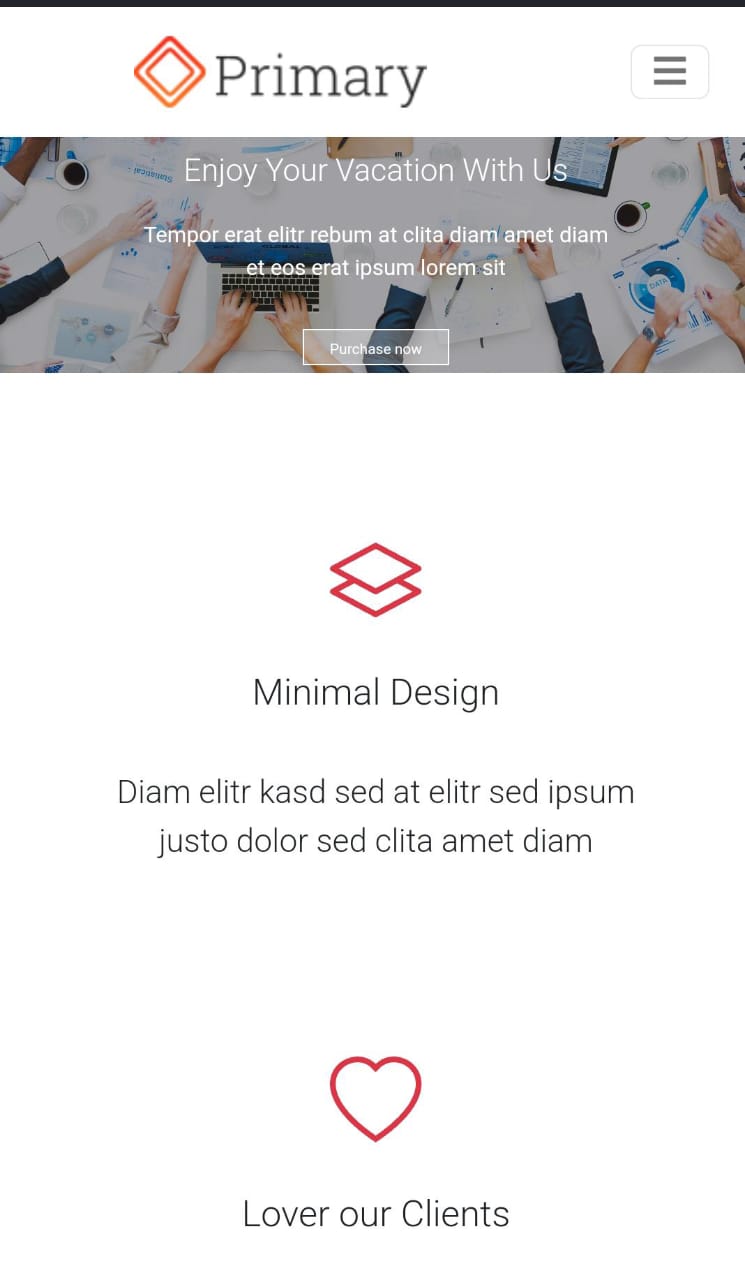 Primary
Enjoy Your Vacation With Us
Tempor erat elitr rebum at clita diam amet diam
et eos erat ipsum lorem sit
DATA
Purchase now
Minimal Design
Diam elitr kasd sed at elitr sed ipsum
justo dolor sed clita amet diam
Lover our Clients